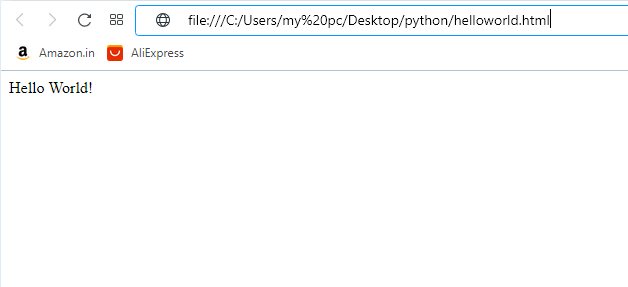 file:///C:/Users/my%20pc/Desktop/python/helloworld.html
Amazon.in AliExpress
Hello World!